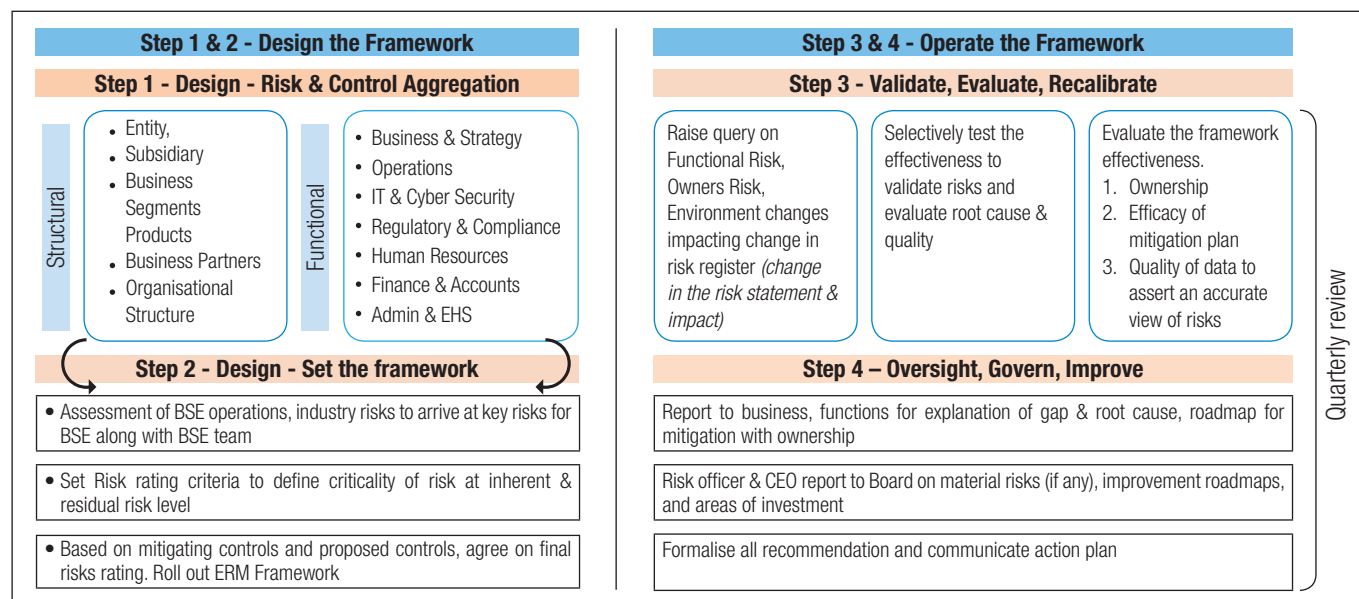 Step 1 & 2 - Design the Framework
Step 1 - Design - Risk & Control Aggregation
Structural
• Entity,
• Subsidiary
• Business
Segments
Products
• Business Partners
• Organisational
Structure
Functional
• Business & Strategy
• Operations
• IT & Cyber Security
• Regulatory & Compliance
• Human Resources
• Finance & Accounts
• Admin & EHS
Step 2 - Design - Set the framework
• Assessment of BSE operations, industry risks to arrive at key risks for
BSE along with BSE team
• Set Risk rating criteria to define criticality of risk at inherent &
residual risk level
• Based on mitigating controls and proposed controls, agree on final
risks rating. Roll out ERM Framework
Step 3 & 4 - Operate the Framework
Step 3 - Validate, Evaluate, Recalibrate
Raise query on
Functional Risk,
Owners Risk,
Environment changes
impacting change in
risk register (change
in the risk statement &
impact)
Selectively test the
effectiveness to
validate risks and
evaluate root cause &
quality
Evaluate the framework
effectiveness.
1. Ownership
2. Efficacy of
mitigation plan
3. Quality of data to
assert an accurate
view of risks
Step 4 – Oversight, Govern, Improve
Report to business, functions for explanation of gap & root cause, roadmap for
mitigation with ownership
Risk officer & CEO report to Board on material risks (if any), improvement roadmaps,
and areas of investment
Formalise all recommendation and communicate action plan
Quarterly review